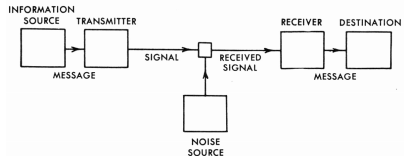 INFORMATION
SOURCE
TRANSMITTER
RECEIVER
DESTINATION
SIGNAL
RECEIVED
SIGNAL
MESSAGE
MESSAGE
NOISE
SOURCE